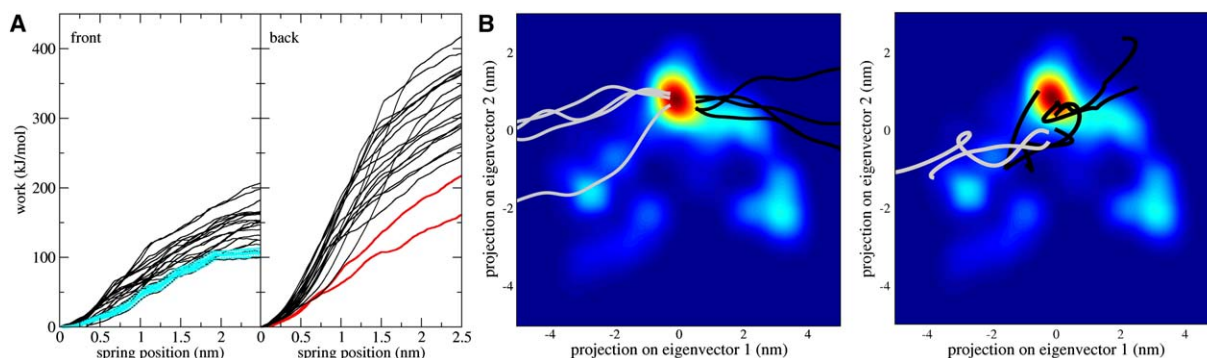 A
front
back
400
300
200
100
0
work (kJ/mol)
0 0.5 1 1.5 2
0 0.5 1 1.5 2 2.5
spring position (nm)
spring position (nm)
B
2
0
-2
-4
projection on eigenvector 2 (nm)
-4 -2 0 2 4
projection on eigenvector 1 (nm)
2
0
-2
-4
projection on eigenvector 2 (nm)
-4 -2 0 2 4
projection on eigenvector 1 (nm)